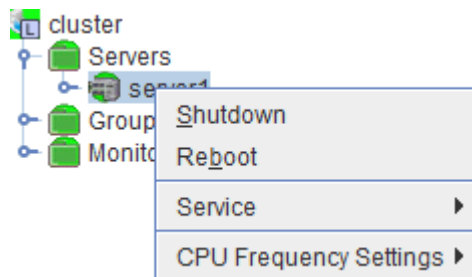 L cluster
Servers
server1
Group
Monito
Shutdown
Reboot
Service
CPU Frequency Settings